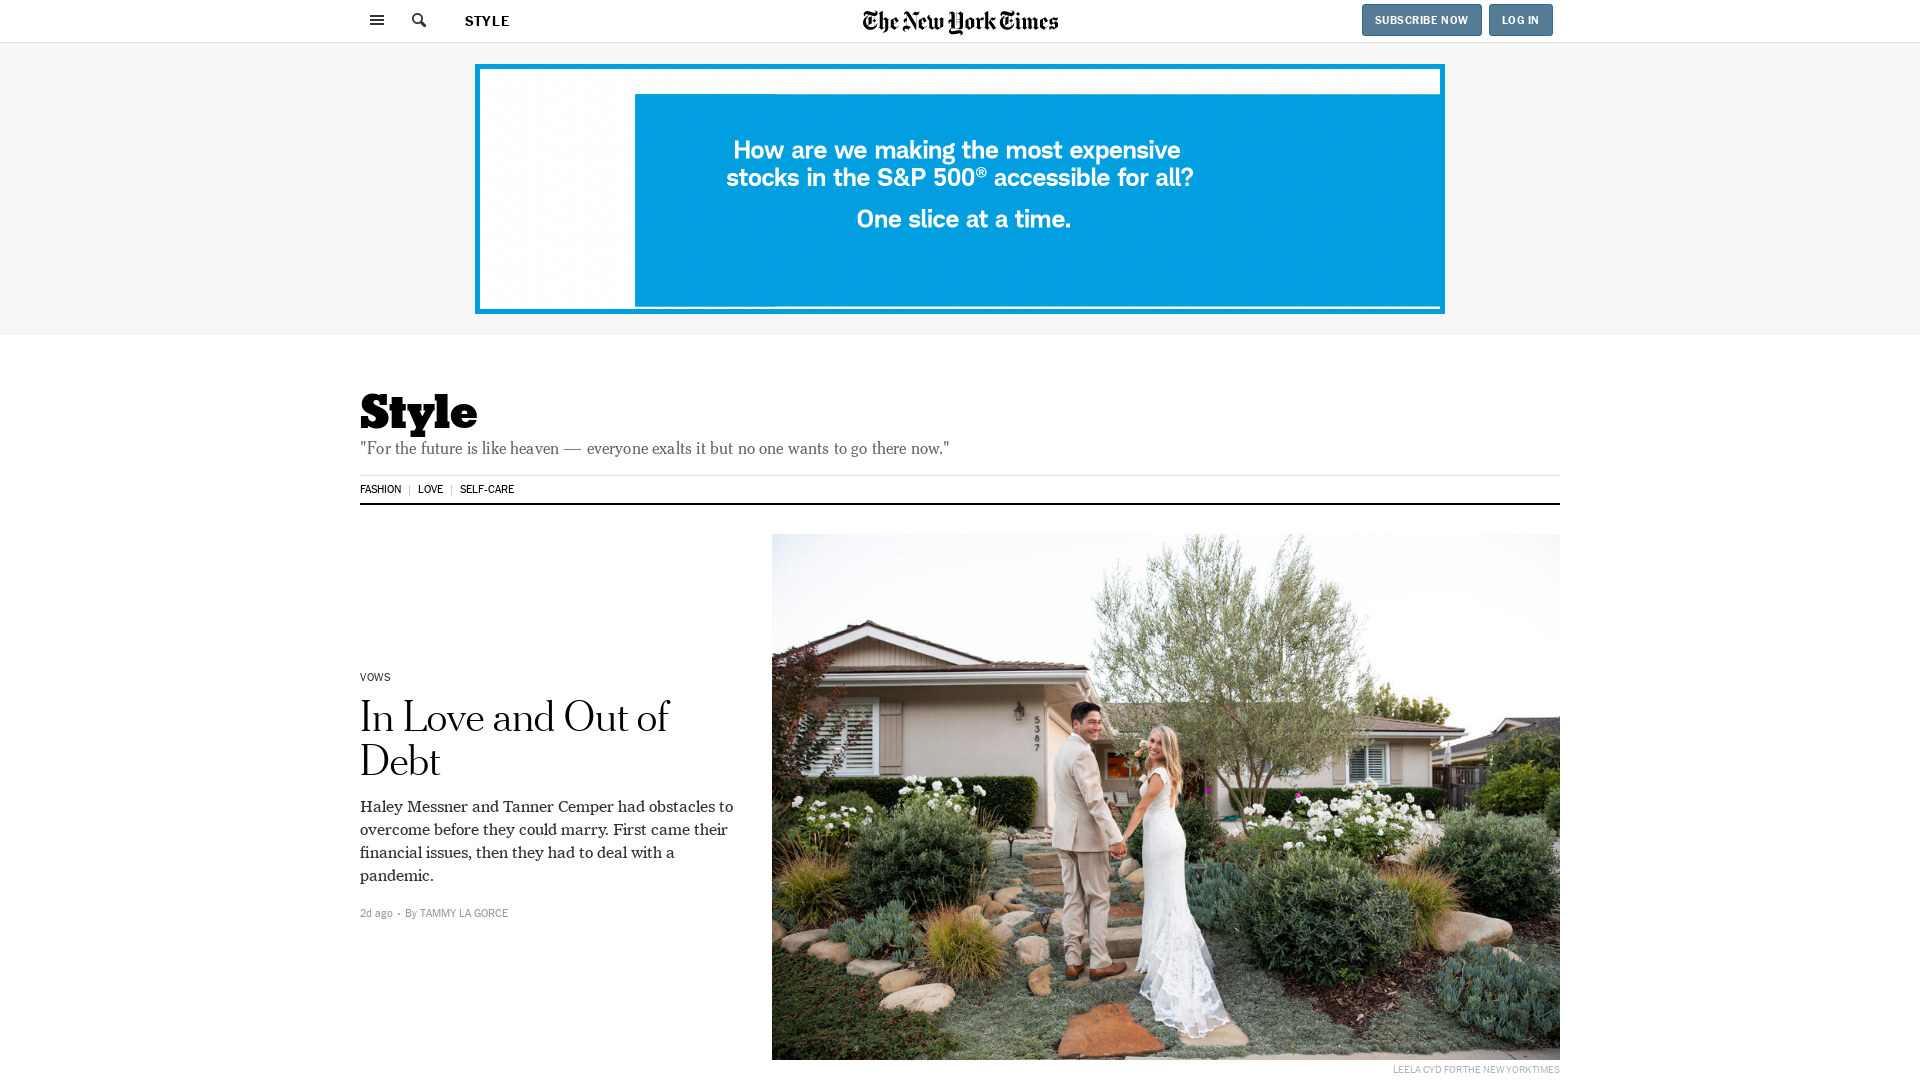 STYLE
The New York Times
SUBSCRIBE NOW
LOG IN
How are we making the most expensive
stocks in the S&P 500® accessible for all?
One slice at a time.
Style
"For the future is like heaven — everyone exalts it but no one wants to go there now."
FASHION | LOVE | SELF-CARE
VOWS
In Love and Out of
Debt
Haley Messner and Tanner Cemper had obstacles to
overcome before they could marry. First came their
financial issues, then they had to deal with a
pandemic.
2d ago • By TAMMY LA GORCE
5387
LEELA CYD FOR THE NEW YORK TIMES